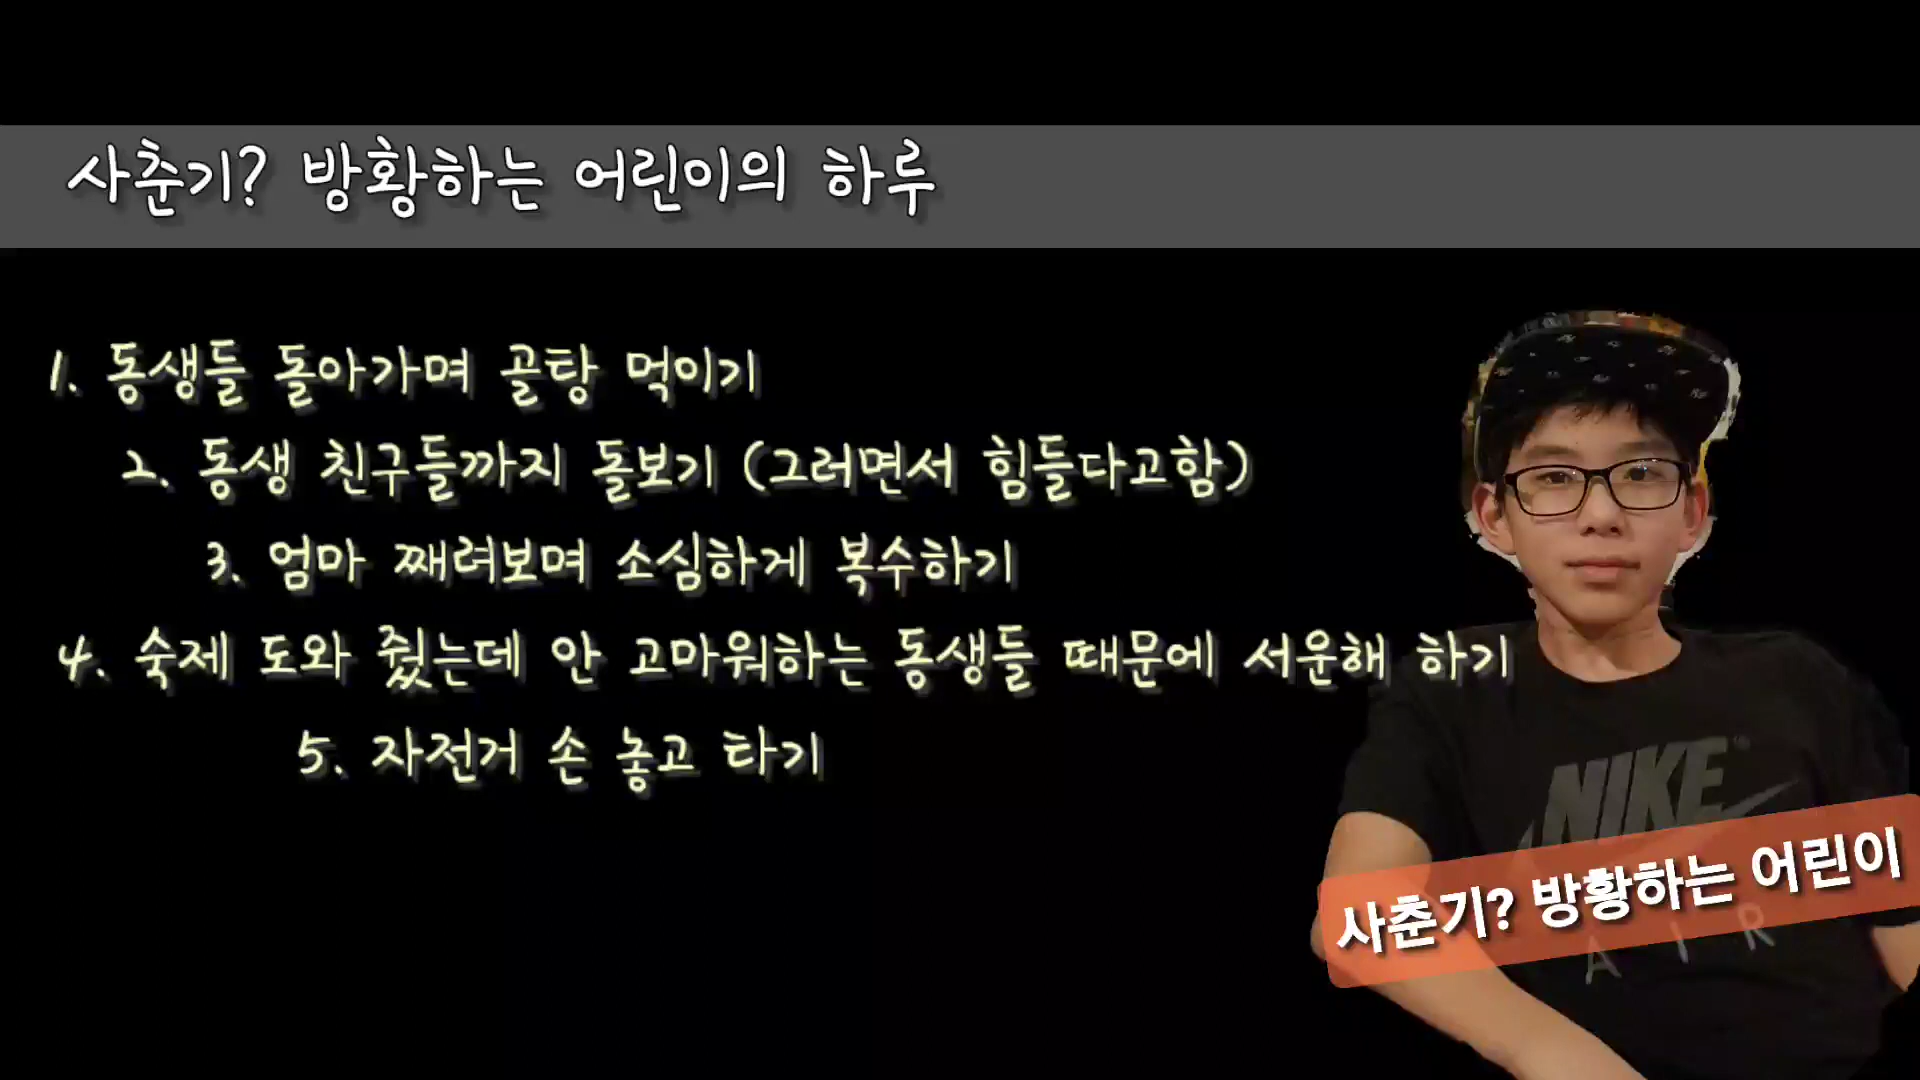 사춘기? 방황하는 어린이의 하루
1. 동생들 돌아가며 골탕 먹이기
2. 동생 친구들까지 돌보기 (그러면서 힘들다고함)
3. 엄마 째려보며 소심하게 복수하기
4. 숙제 도와 줬는데 안 고마워하는 동생들 때문에 서운해 하기
5. 자전거 손 놓고 타기
NIKE
사춘기? 방황하는 어린이
AIR